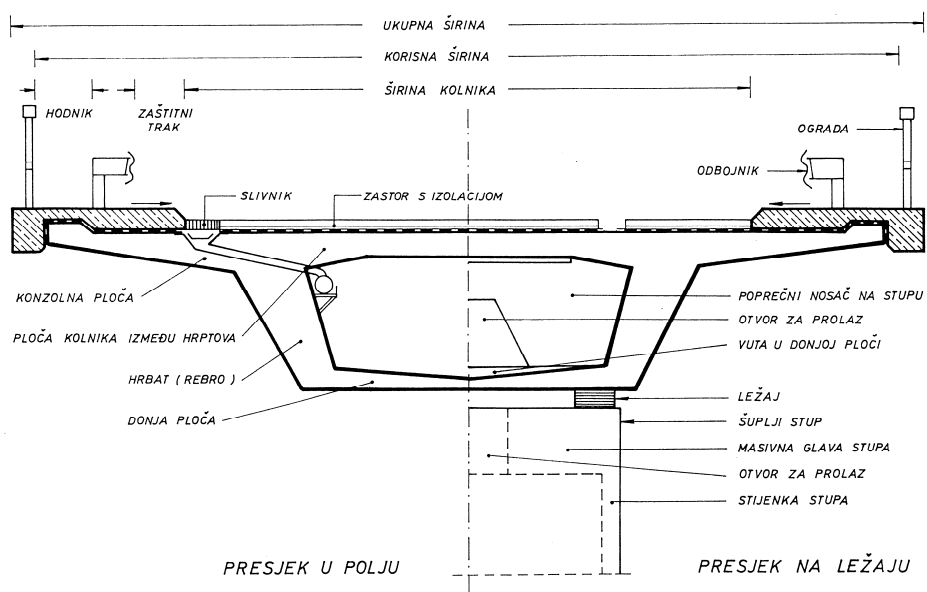 UKUPNA ŠIRINA
KORISNA ŠIRINA
ŠIRINA KOLNIKA
HODNIK
ZAŠTITNI
TRAK
OGRADA
ODBOJNIK
SLIVNIK
ZASTOR S IZOLACIJOM
KONZOLNA PLOČA
PLOČA KOLNIKA IZMEĐU HRPTOVA
HRBAT (REBRO)
DONJA PLOČA
POPREČNI NOSAČ NA STUPU
OTVOR ZA PROLAZ
VUTA U DONJOJ PLOČI
LEŽAJ
ŠUPLJI STUP
MASIVNA GLAVA STUPA
OTVOR ZA PROLAZ
STIJENKA STUPA
PRESJEK U POLJU
PRESJEK NA LEŽAJU